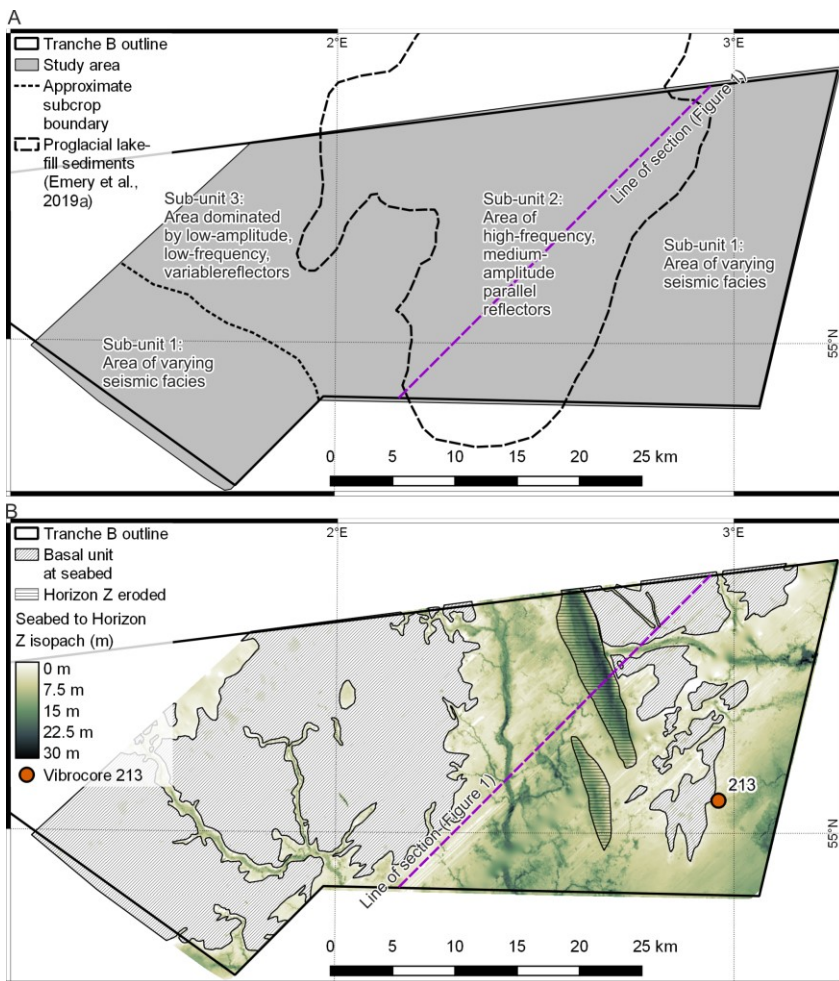 A
Tranche B outline
Study area
Approximate
subcrop
boundary
Proglacial lake-
fill sediments
(Emery et al.,
2019a)
2°E
3°E
Line of section (Figure 1)
Sub-unit 3:
Area dominated
by low-amplitude,
low-frequency,
variablereflectors
Sub-unit 2:
Area of
high-frequency,
medium-
amplitude
parallel
reflectors
Sub-unit 1:
Area of varying
seismic facies
Sub-unit 1:
Area of varying
seismic facies
55°N
0 5 10 15 20 25 km
B
Tranche B outline
Basal unit
at seabed
Horizon Z eroded
Seabed to Horizon
Z isopach (m)
0 m
7.5 m
15 m
22.5 m
30 m
Vibrocore 213
2°E
3°E
213
Line of section (Figure 1)
55°N
0 5 10 15 20 25 km